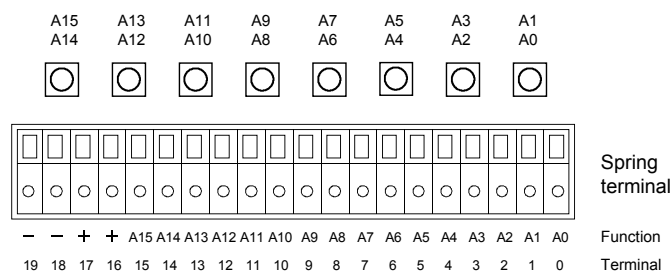 A15 A13 A11 A9 A7 A5 A3 A1
A14 A12 A10 A8 A6 A4 A2 A0
Spring
terminal
− − + + A15 A14 A13 A12 A11 A10 A9 A8 A7 A6 A5 A4 A3 A2 A1 A0 Function
19 18 17 16 15 14 13 12 11 10 9 8 7 6 5 4 3 2 1 0 Terminal